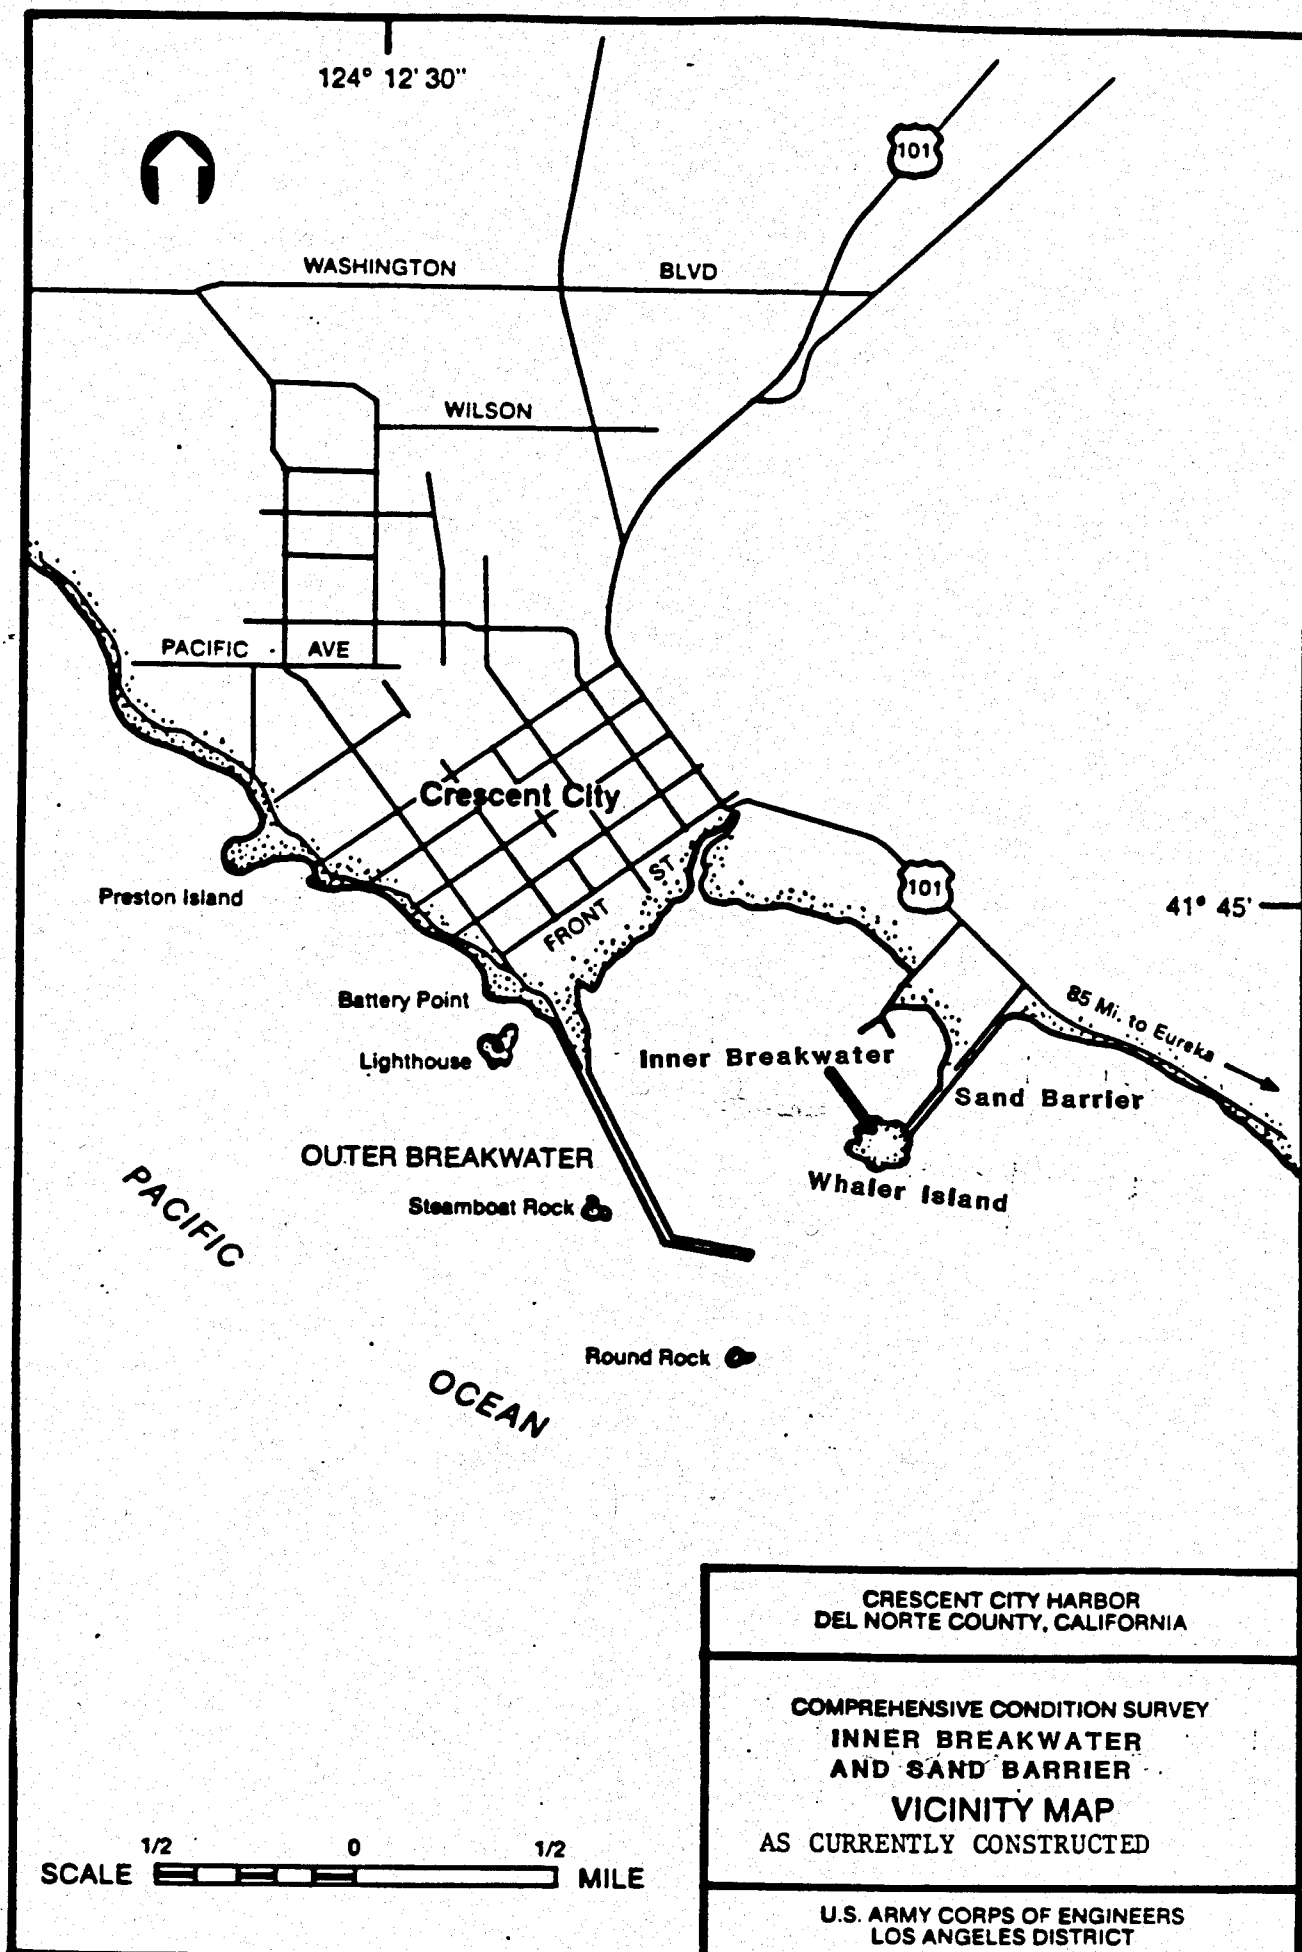 124° 12' 30"
101
WASHINGTON BLVD
WILSON
PACIFIC AVE
Crescent City
Preston Island
FRONT ST
101
41° 45'
85 Mi. to Eureka
Battery Point
Lighthouse
Inner Breakwater
Sand Barrier
OUTER BREAKWATER
Whaler Island
Steamboat Rock
PACIFIC
OCEAN
Round Rock
CRESCENT CITY HARBOR
DEL NORTE COUNTY, CALIFORNIA
COMPREHENSIVE CONDITION SURVEY
INNER BREAKWATER
AND SAND BARRIER
VICINITY MAP
AS CURRENTLY CONSTRUCTED
1/2 0 1/2
SCALE MILE
U.S. ARMY CORPS OF ENGINEERS
LOS ANGELES DISTRICT